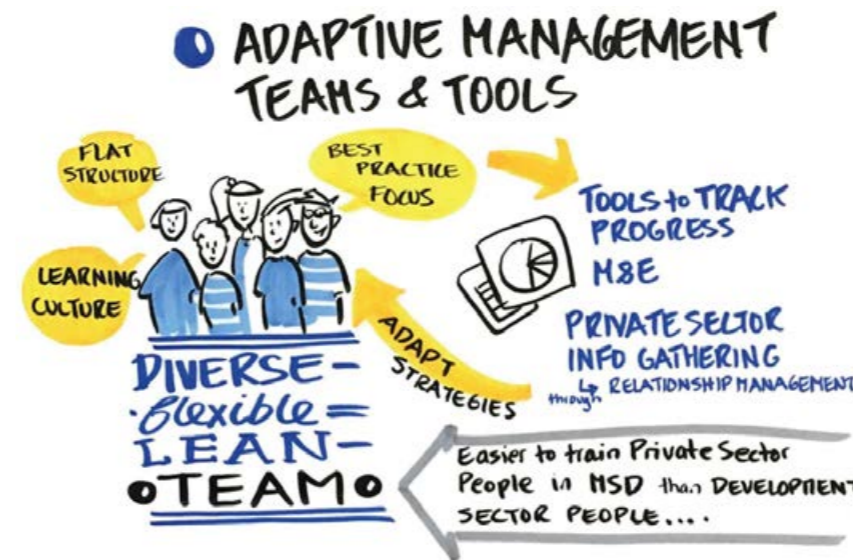 ADAPTIVE MANAGEMENT
TEAMS & TOOLS
FLAT
STRUCTURE
BEST
PRACTICE
FOCUS
LEARNING
CULTURE
TOOLS to TRACK
PROGRESS
M&E
PRIVATE SECTOR
INFO GATHERING
through RELATIONSHIP MANAGEMENT
ADAPT
STRATEGIES
DIVERSE-
flexible=
LEAN-
TEAM
Easier to train Private Sector
People in MSD than DEVELOPMENT
SECTOR PEOPLE....